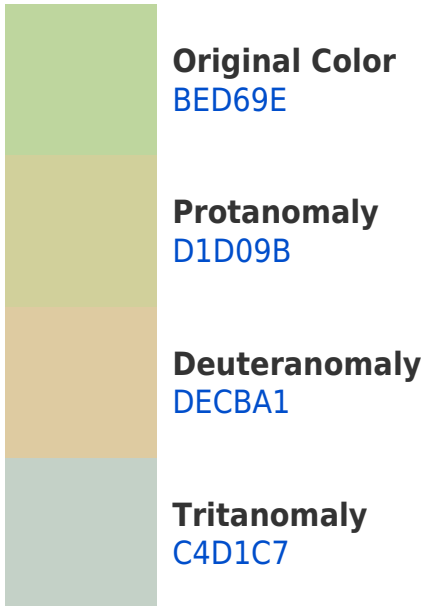 Original Color
BED69E
Protanomaly
D1D09B
Deuteranomaly
DECBA1
Tritanomaly
C4D1C7